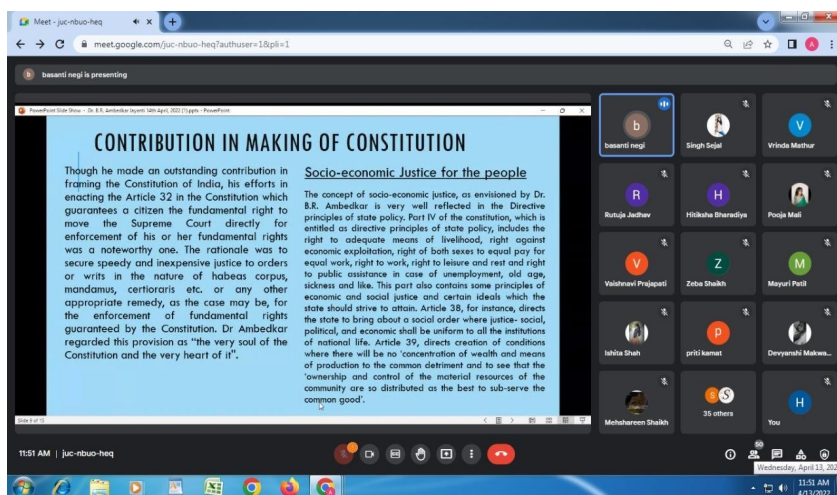 Meet - juc-nbuo-heq
meet.google.com/juc-nbuo-heq?authuser=1&pli=1
A
b basanti negi is presenting
PowerPoint Slide Show - Dr. B.R. Ambedkar Jayanti 14th April, 2022 (1).pptx - PowerPoint
CONTRIBUTION IN MAKING OF CONSTITUTION
Though he made an outstanding contribution in
framing the Constitution of India, his efforts in
enacting the Article 32 in the Constitution which
guarantees a citizen the fundamental right to
move the Supreme Court directly for
enforcement of his or her fundamental rights
was a noteworthy one. The rationale was to
secure speedy and inexpensive justice to orders
or writs in the nature of habeas corpus,
mandamus, certioraris etc. or any other
appropriate remedy, as the case may be, for
the enforcement of fundamental rights
guaranteed by the Constitution. Dr Ambedkar
regarded this provision as "the very soul of the
Constitution and the very heart of it".
Socio-economic Justice for the people
The concept of socio-economic justice, as envisioned by Dr.
B.R. Ambedkar is very well reflected in the Directive
principles of state policy. Part IV of the constitution, which is
entitled as directive principles of state policy, includes the
right to adequate means of livelihood, right against
economic exploitation, right of both sexes to equal pay for
equal work, right to work, right to leisure and rest and right
to public assistance in case of unemployment, old age,
sickness and like. This part also contains some principles of
economic and social justice and certain ideals which the
state should strive to attain. Article 38, for instance, directs
the state to bring about a social order where justice- social,
political, and economic shall be uniform to all the institutions
of national life. Article 39, directs creation of conditions
where there will be no 'concentration of wealth and means
of production to the common detriment and to see that the
'ownership and control of the material resources of the
community are so distributed as the best to sub-serve the
common good'.
Slide 9 of 15
b
basanti negi
Singh Sejal
V
Vrinda Mathur
R
Rutuja Jadhav
H
Hitiksha Bharadiya
Pooja Mali
V
Vaishnavi Prajapati
Z
Zeba Shaikh
M
Mayuri Patil
Ishita Shah
p
priti kamat
Devyanshi Makwa...
Mehshareen Shaikh
S
35 others
H
You
11:51 AM | juc-nbuo-heq
50
Wednesday, April 13, 202
11:51 AM
4/13/2022